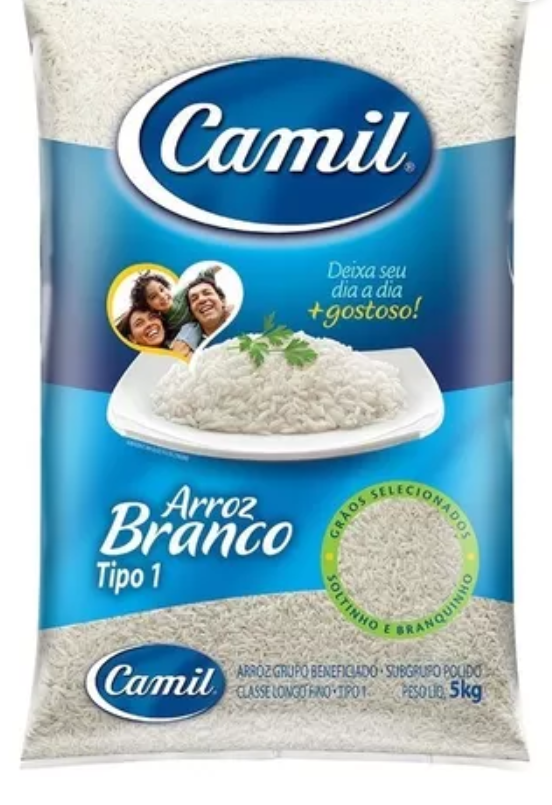 Camil®
Deixa seu
dia a dia
+gostoso!
Arroz
Branco
Tipo 1
GRÃOS SELECIONADOS
SOLTINHO E BRANQUINHO
Camil
ARROZ GRUPO BENEFICIADO • SUBGRUPO POLIDO
CLASSE LONGO FINO • TIPO 1 PESO LÍQ. 5kg